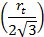 (r_t / 2√3)